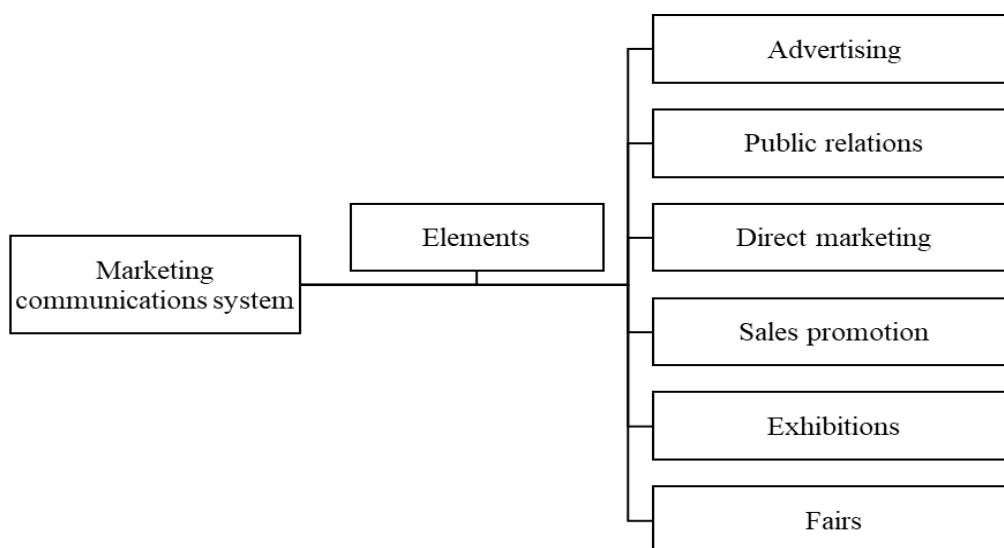 Advertising
Public relations
Elements
Direct marketing
Marketing
communications system
Sales promotion
Exhibitions
Fairs